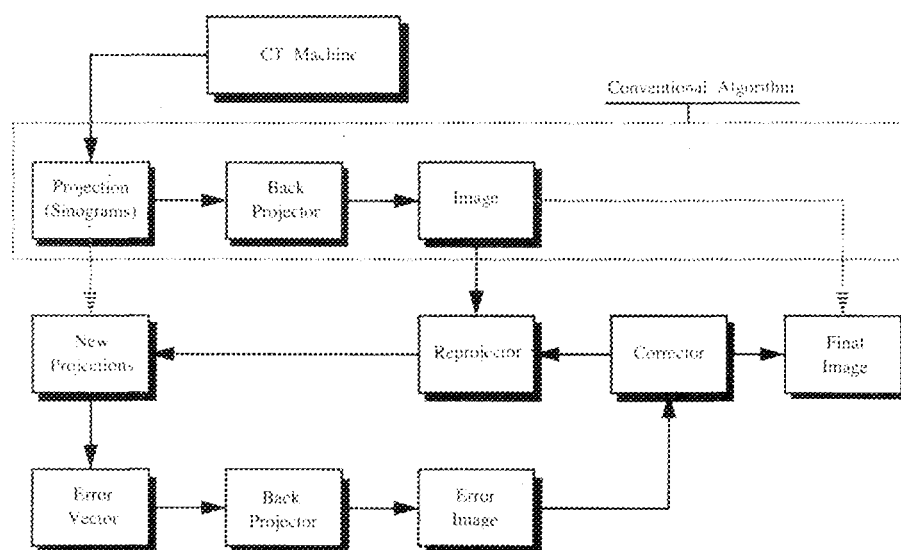 CT Machine
Conventional Algorithm
Projection
(Sinograms)
Back
Projector
Image
New
Projections
Reprojector
Corrector
Final
Image
Error
Vector
Back
Projector
Error
Image